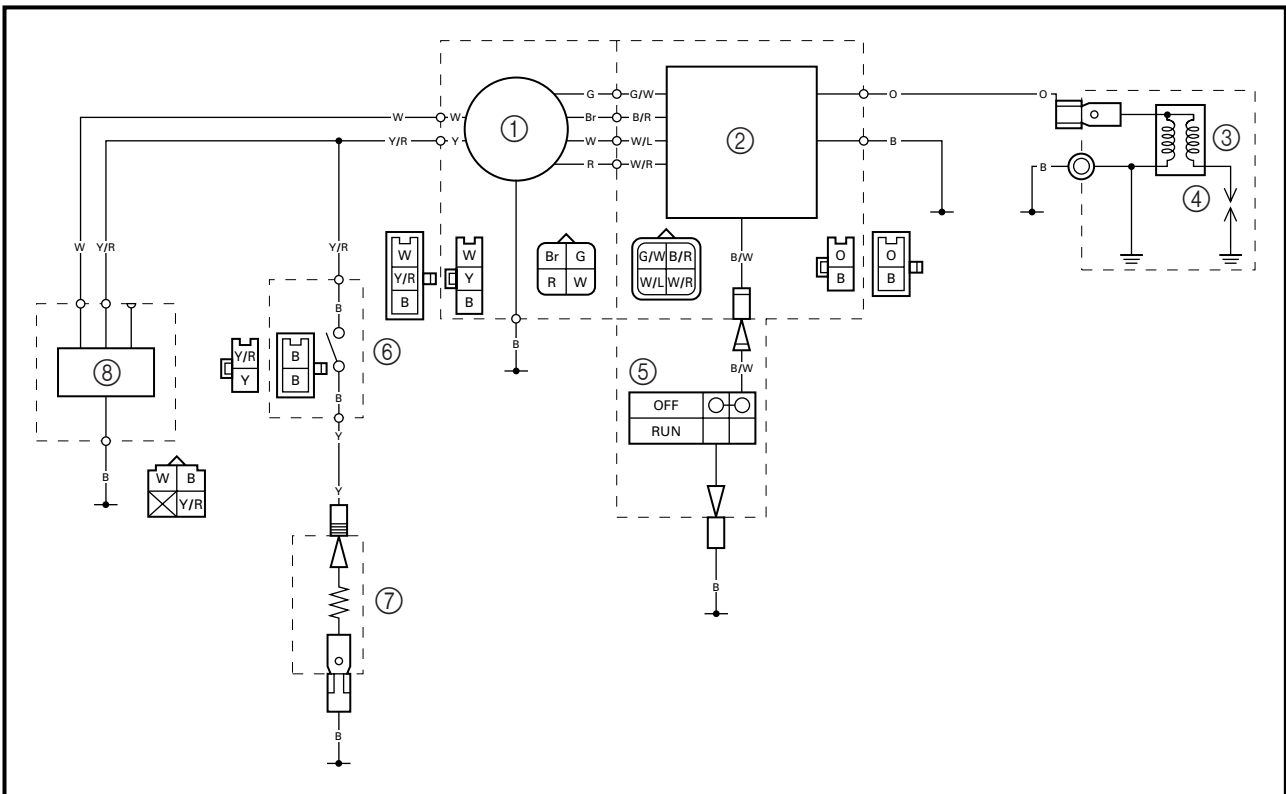 G G/W O O
W W Br B/R
Y/R Y W W/L B B
R W/R
① ② ③ ④
W Y/R Y/R
W W Br G G/W B/R B/W O O
Y/R Y R W W/L W/R B B
B B
B
⑥ B
Y/R B
Y B
⑧
B
Y
B/W
⑤
OFF
RUN
B
W B
Y/R
Y
⑦
B
B